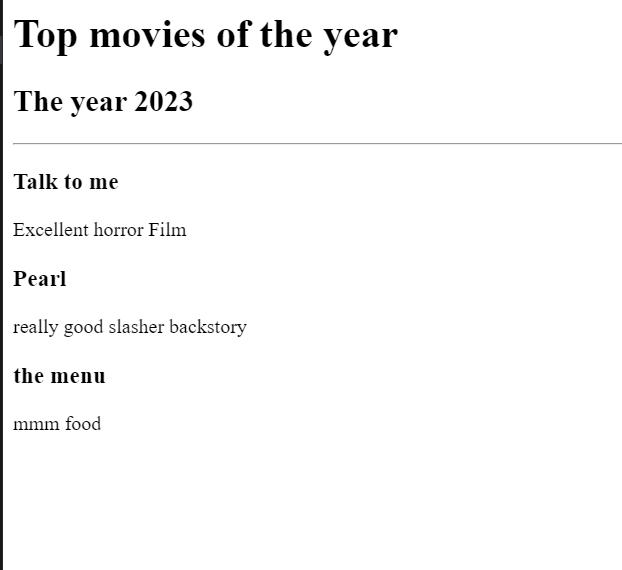 Top movies of the year
The year 2023
Talk to me
Excellent horror Film
Pearl
really good slasher backstory
the menu
mmm food